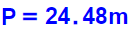 P = 24.48m